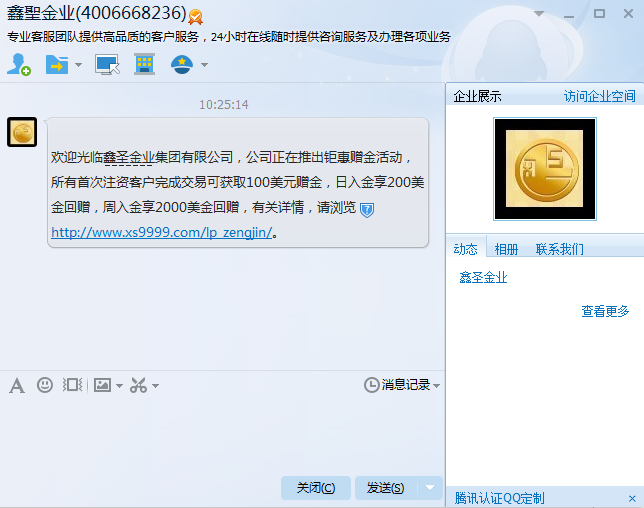 鑫聖金业(4006668236)
专业客服团队提供高品质的客户服务，24小时在线随时提供咨询服务及办理各项业务
10:25:14
欢迎光临鑫圣金业集团有限公司，公司正在推出钜惠赠金活动，
所有首次注资客户完成交易可获取100美元赠金，日入金享200美
金回赠，周入金享2000美金回赠，有关详情，请浏览
http://www.xs9999.com/lp_zengjin/。
消息记录
关闭(C)
发送(S)
企业展示
访问企业空间
动态
相册
联系我们
鑫圣金业
查看更多
腾讯认证QQ定制